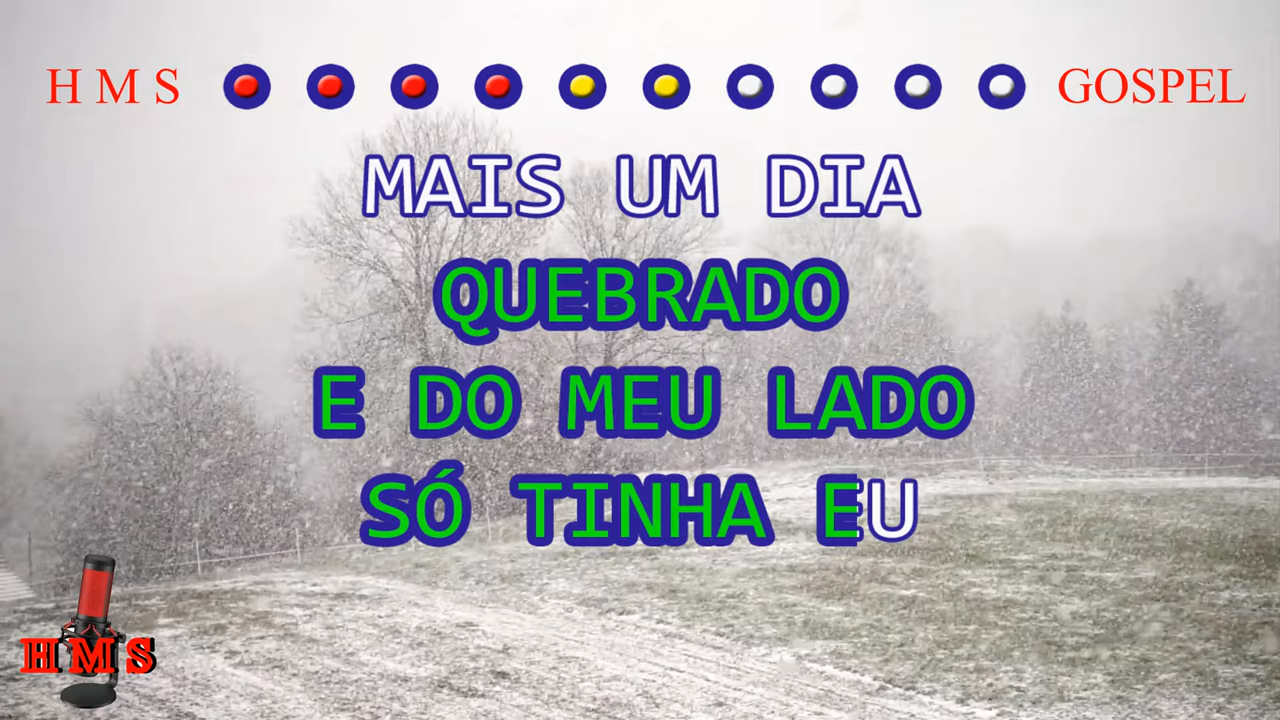 H M S GOSPEL
MAIS UM DIA
QUEBRADO
E DO MEU LADO
SÓ TINHA EU
HMS